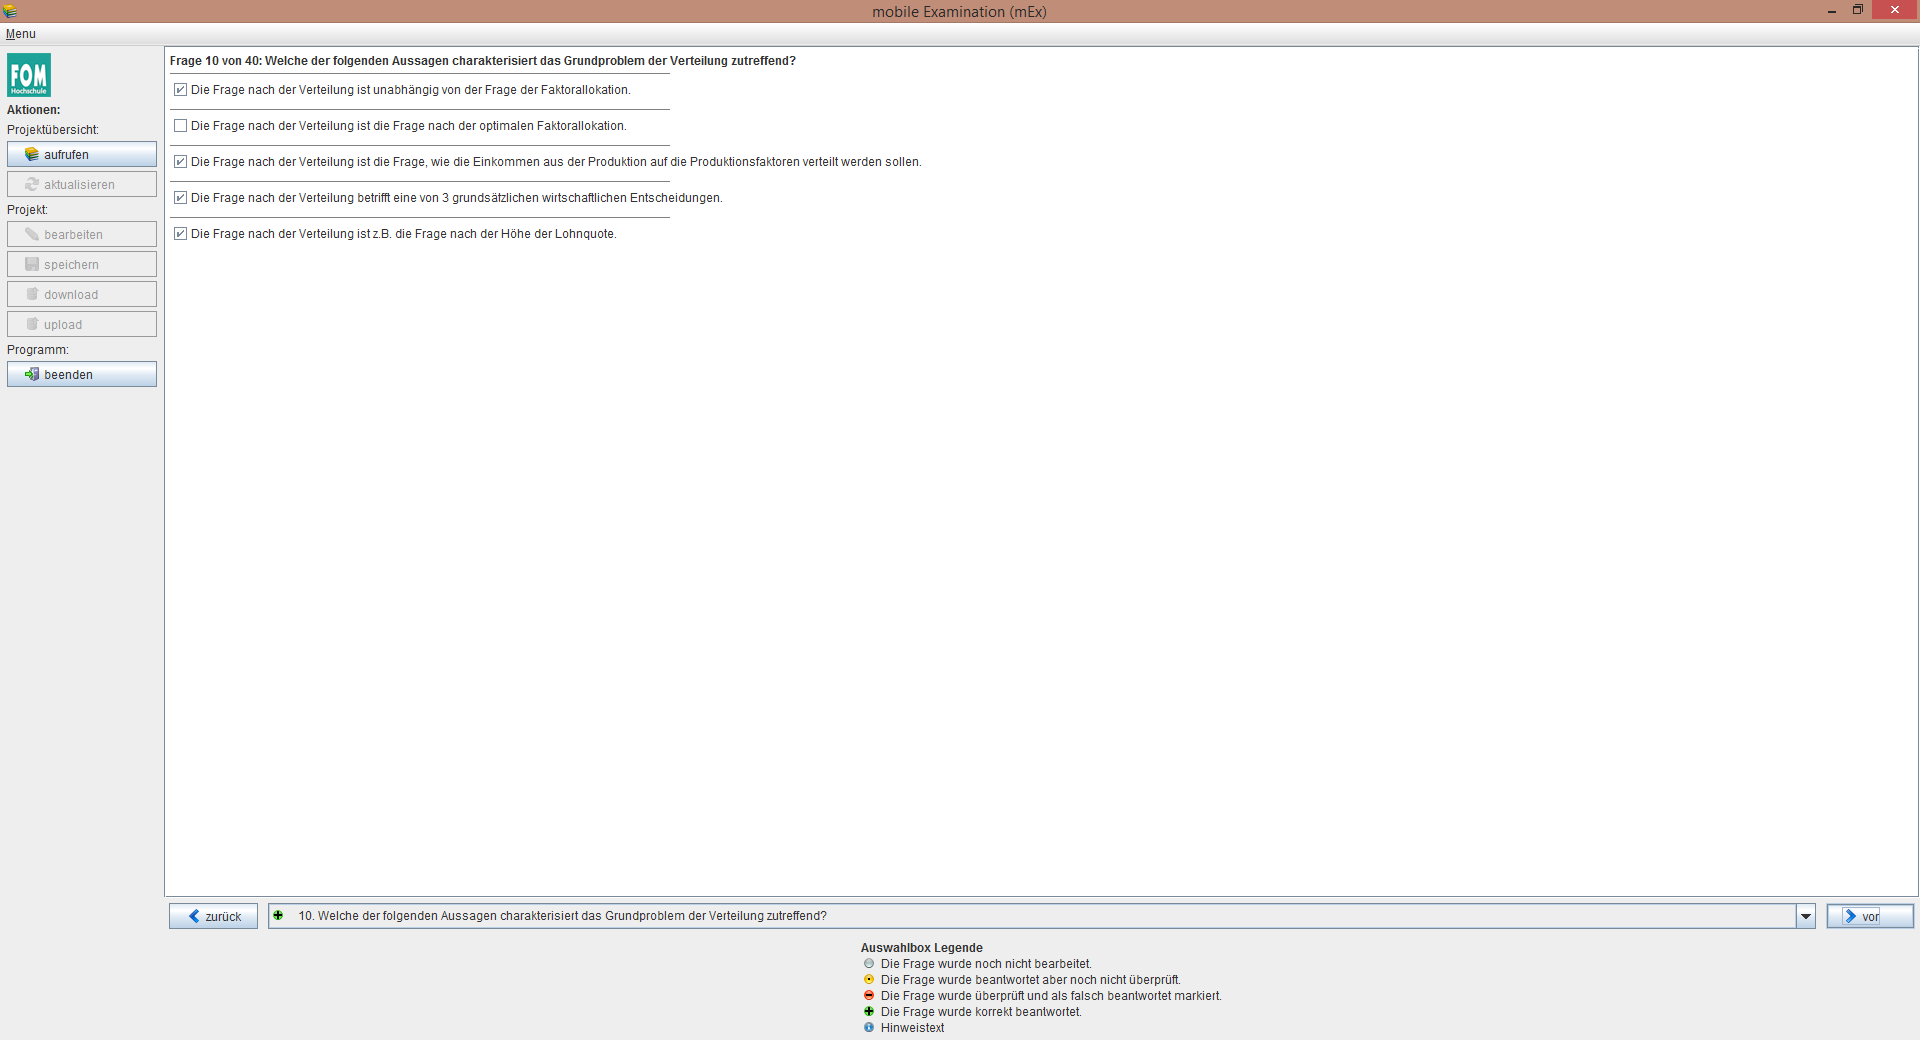 mobile Examination (mEx)
Menu
FOM
Hochschule
Aktionen:
Projektübersicht:
aufrufen
aktualisieren
Projekt:
bearbeiten
speichern
download
upload
Programm:
beenden
Frage 10 von 40: Welche der folgenden Aussagen charakterisiert das Grundproblem der Verteilung zutreffend?
Die Frage nach der Verteilung ist unabhängig von der Frage der Faktorallokation.
Die Frage nach der Verteilung ist die Frage nach der optimalen Faktorallokation.
Die Frage nach der Verteilung ist die Frage, wie die Einkommen aus der Produktion auf die Produktionsfaktoren verteilt werden sollen.
Die Frage nach der Verteilung betrifft eine von 3 grundsätzlichen wirtschaftlichen Entscheidungen.
Die Frage nach der Verteilung ist z.B. die Frage nach der Höhe der Lohnquote.
zurück
10. Welche der folgenden Aussagen charakterisiert das Grundproblem der Verteilung zutreffend?
vor
Auswahlbox Legende
Die Frage wurde noch nicht bearbeitet.
Die Frage wurde beantwortet aber noch nicht überprüft.
Die Frage wurde überprüft und als falsch beantwortet markiert.
Die Frage wurde korrekt beantwortet.
Hinweistext